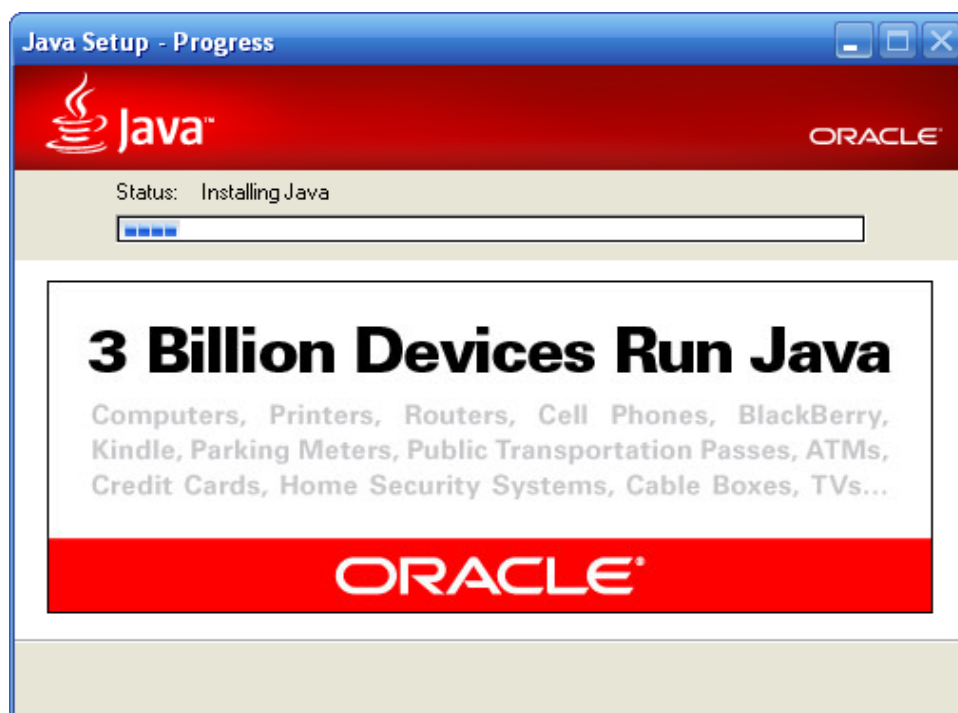 Java Setup - Progress
Java™
ORACLE®
Status: Installing Java
3 Billion Devices Run Java
Computers, Printers, Routers, Cell Phones, BlackBerry,
Kindle, Parking Meters, Public Transportation Passes, ATMs,
Credit Cards, Home Security Systems, Cable Boxes, TVs...
ORACLE®